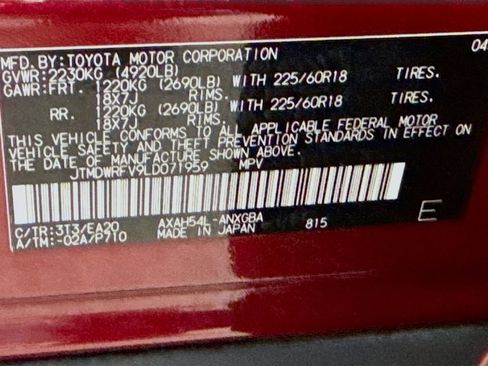 MFD.BY:TOYOTA MOTOR CORPORATION 04
GVWR:2230KG (4920LB)
GAWR:FRT. 1220KG (2690LB) WITH 225/60R18 TIRES.
18X7J RIMS.
RR. 1220KG (2690LB) WITH 225/60R18 TIRES.
18X7J RIMS.
THIS VEHICLE CONFORMS TO ALL APPLICABLE FEDERAL MOTOR
VEHICLE SAFETY AND THEFT PREVENTION STANDARDS IN EFFECT ON
THE DATE OF MANUFACTURE SHOWN ABOVE.
JTMDWRFV9LD071959 MPV
C/TR:3T3/EA20 AXAH54L-ANXGBA
A/TM:-02A/P710 MADE IN JAPAN 815 E